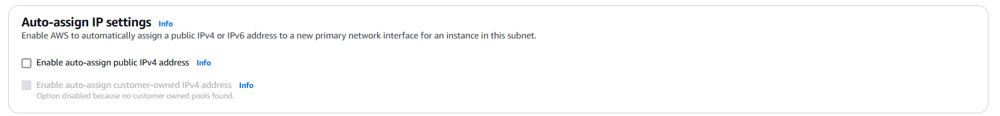 Auto-assign IP settings Info
Enable AWS to automatically assign a public IPv4 or IPv6 address to a new primary network interface for an instance in this subnet.
Enable auto-assign public IPv4 address Info
Enable auto-assign customer-owned IPv4 address Info
Option disabled because no customer owned pools found.